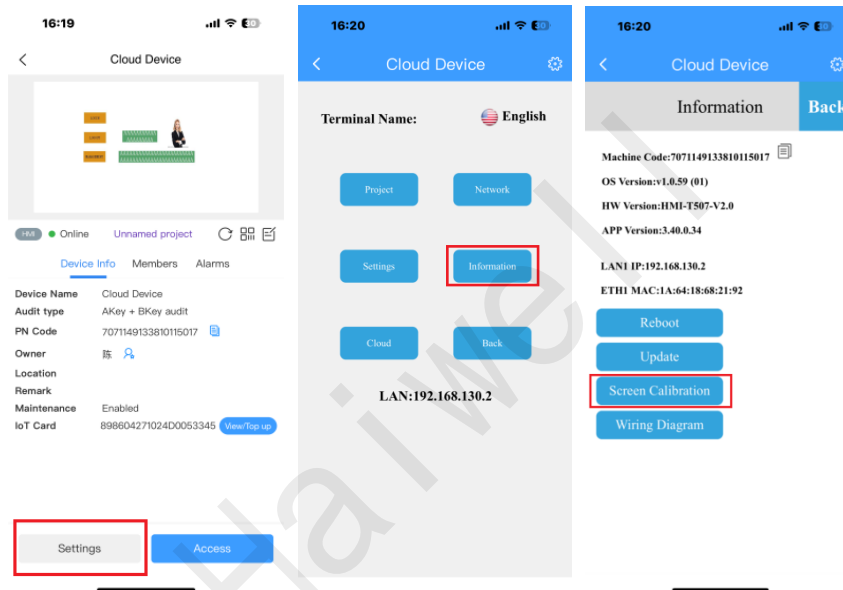 16:19
Cloud Device
HMI
Online
Unnamed project
Device Info
Members
Alarms
Device Name
Cloud Device
Audit type
AKey + BKey audit
PN Code
7071149133810115017
Owner
陈
Location
Remark
Maintenance
Enabled
IoT Card
898604271024D0053345
View/Top up
Settings
Access
16:20
Cloud Device
Terminal Name:
English
Project
Network
Settings
Information
Cloud
Back
LAN:192.168.130.2
16:20
Cloud Device
Information
Back
Machine Code:7071149133810115017
OS Version:v1.0.59 (01)
HW Version:HMI-T507-V2.0
APP Version:3.40.0.34
LAN1 IP:192.168.130.2
ETH1 MAC:1A:64:18:68:21:92
Reboot
Update
Screen Calibration
Wiring Diagram
Haiwell